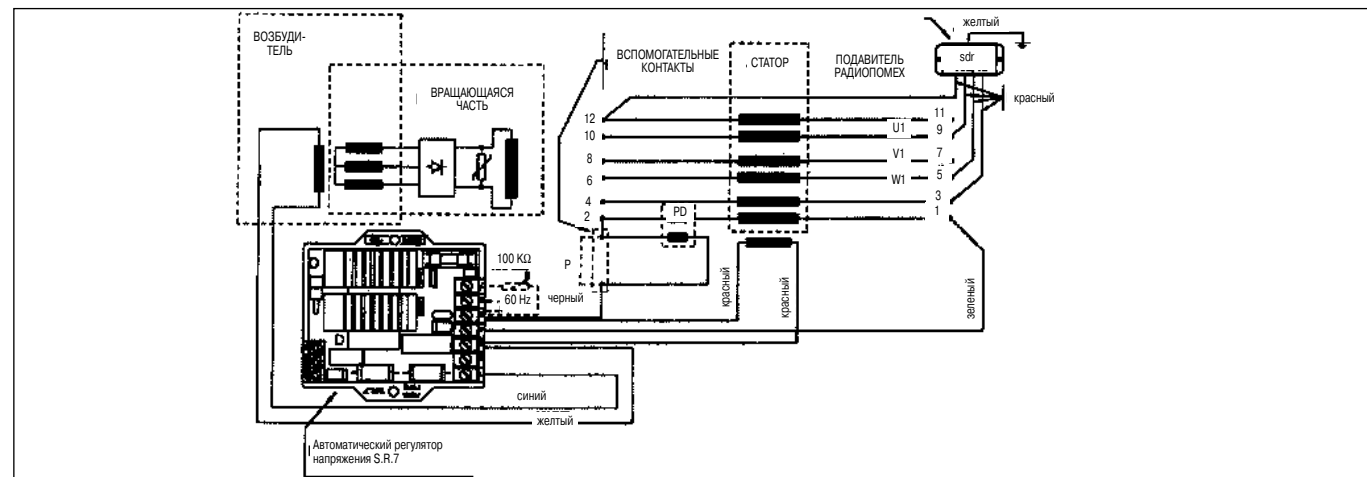 ВОЗБУДИ-
ТЕЛЬ
ВРАЩАЮЩАЯСЯ
ЧАСТЬ
ВСПОМОГАТЕЛЬНЫЕ
КОНТАКТЫ
СТАТОР
ПОДАВИТЕЛЬ
РАДИОПОМЕХ
желтый
sdr
красный
12
10
8
6
4
2
U1
V1
W1
11
9
7
5
3
1
PD
P
100 KΩ
60 Hz
черный
красный
красный
зеленый
синий
желтый
Автоматический регулятор
напряжения S.R.7